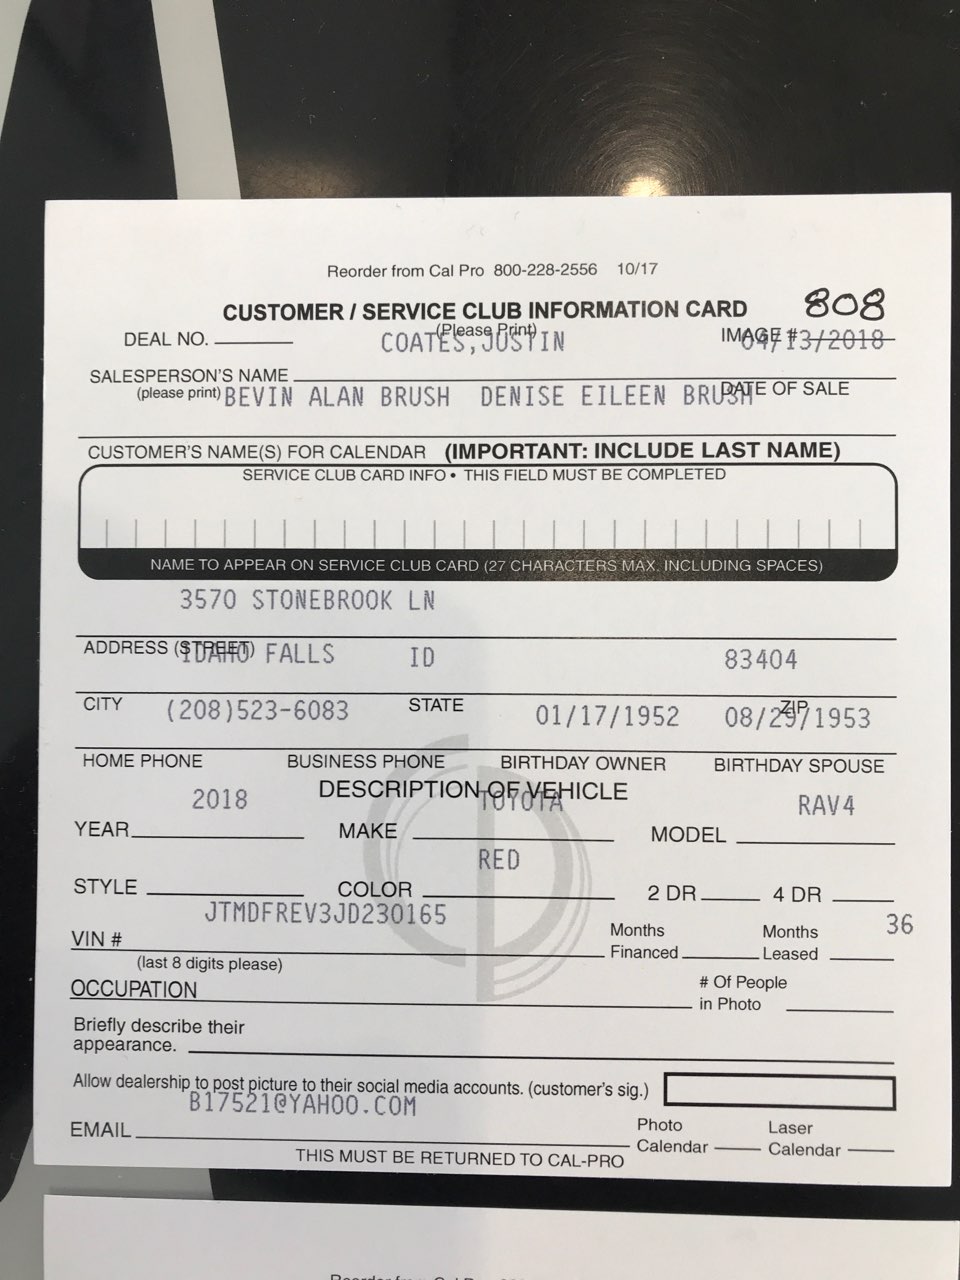 Reorder from Cal Pro 800-228-2556 10/17
808
CUSTOMER / SERVICE CLUB INFORMATION CARD
(Please Print)
DEAL NO. COATES,JUSTIN IMAGE # 04/13/2018
SALESPERSON'S NAME
(please print) BEVIN ALAN BRUSH DENISE EILEEN BRUSH DATE OF SALE
CUSTOMER'S NAME(S) FOR CALENDAR (IMPORTANT: INCLUDE LAST NAME)
SERVICE CLUB CARD INFO • THIS FIELD MUST BE COMPLETED
NAME TO APPEAR ON SERVICE CLUB CARD (27 CHARACTERS MAX. INCLUDING SPACES)
3570 STONEBROOK LN
ADDRESS (STREET)
IDAHO FALLS ID 83404
CITY STATE ZIP
(208)523-6083 01/17/1952 08/29/1953
HOME PHONE BUSINESS PHONE BIRTHDAY OWNER BIRTHDAY SPOUSE
DESCRIPTION OF VEHICLE
2018 TOYOTA RAV4
YEAR MAKE MODEL
RED
STYLE COLOR 2 DR 4 DR
JTMDFREV3JD230165 36
VIN # Months Financed Months Leased
(last 8 digits please)
OCCUPATION # Of People in Photo
Briefly describe their
appearance.
Allow dealership to post picture to their social media accounts. (customer's sig.)
B17521@YAHOO.COM
EMAIL Photo Calendar Laser Calendar
THIS MUST BE RETURNED TO CAL-PRO